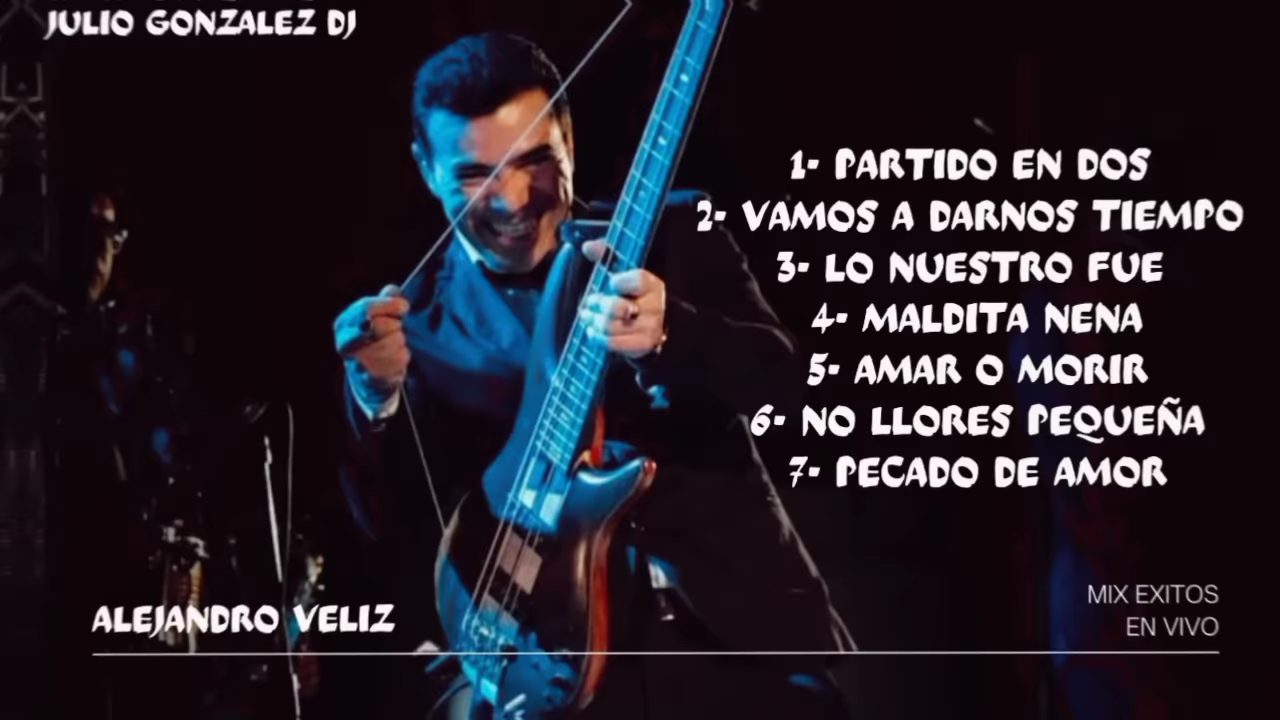 JULIO GONZALEZ DJ
1- PARTIDO EN DOS
2- VAMOS A DARNOS TIEMPO
3- LO NUESTRO FUE
4- MALDITA NENA
5- AMAR O MORIR
6- NO LLORES PEQUEÑA
7- PECADO DE AMOR
ALEJANDRO VELIZ
MIX EXITOS
EN VIVO